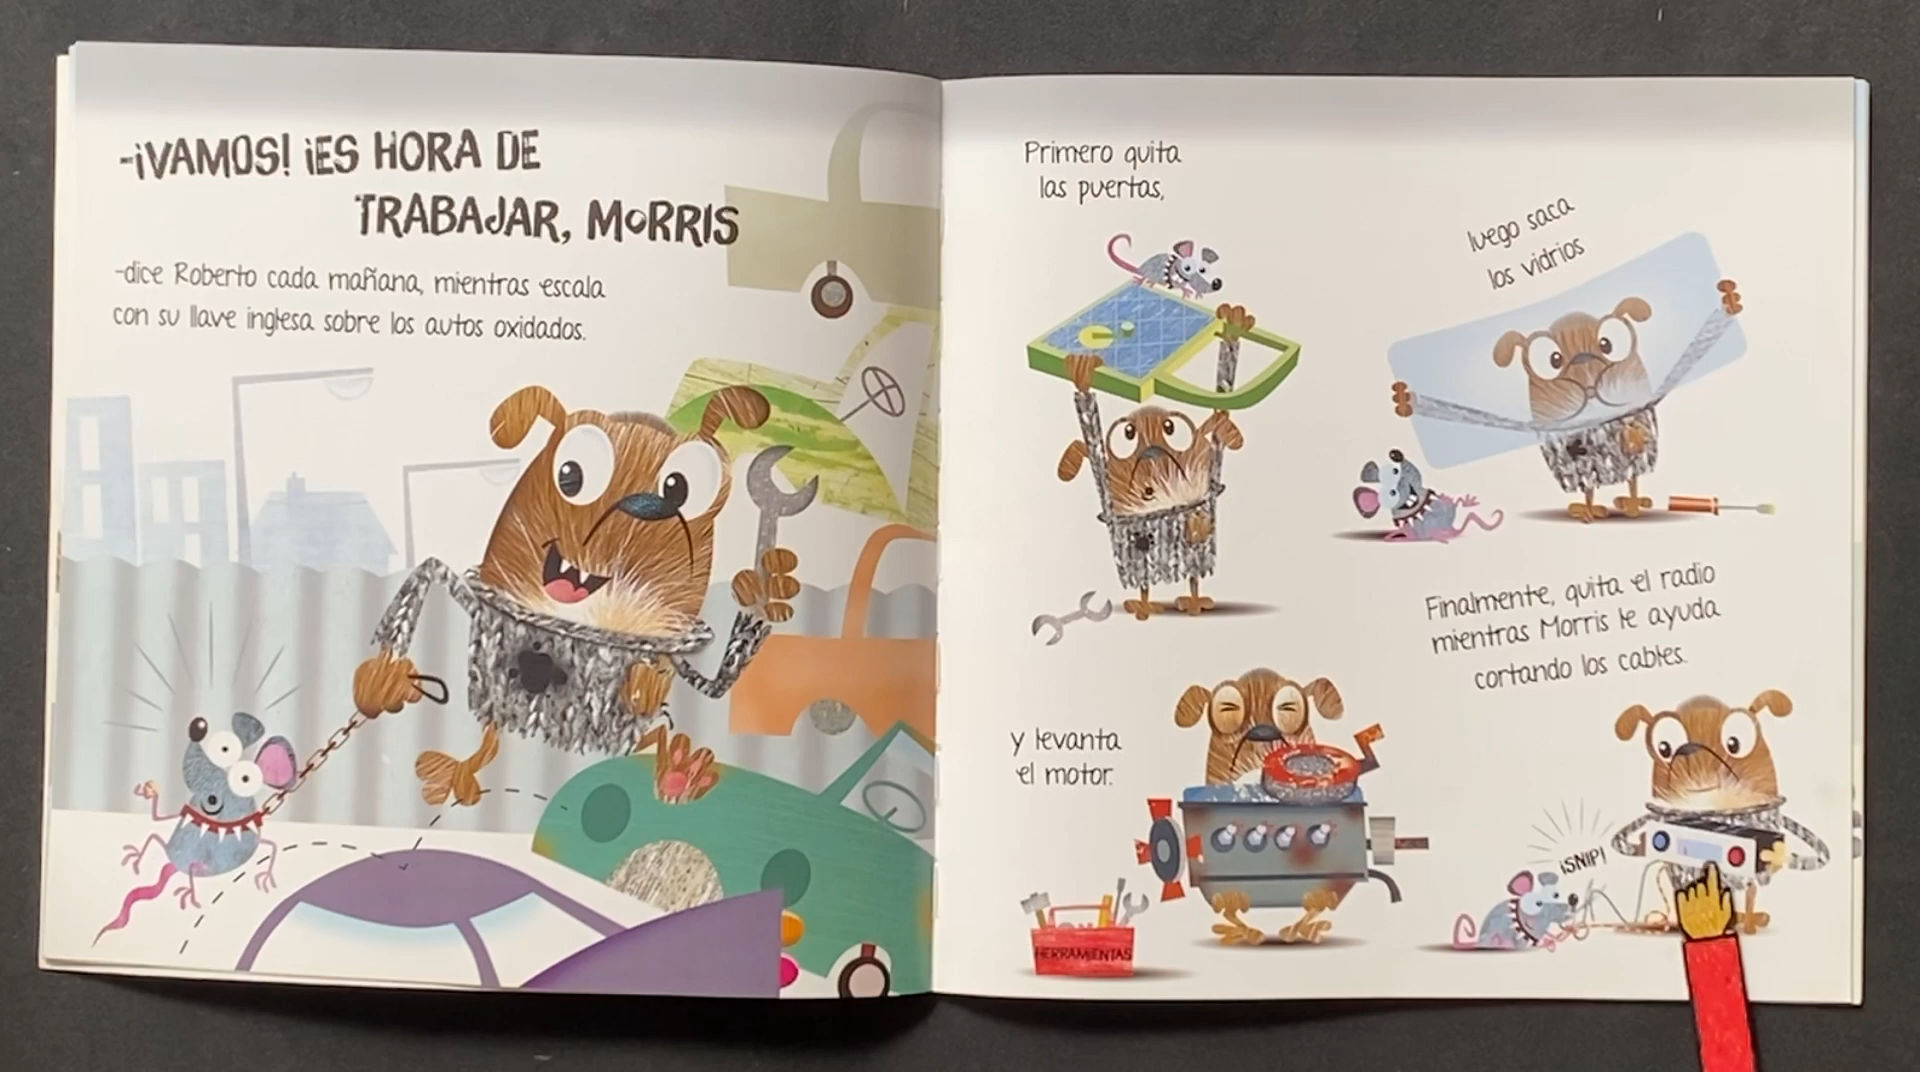 -¡VAMOS! ¡ES HORA DE
TRABAJAR, MORRIS
-dice Roberto cada mañana, mientras escala
con su llave inglesa sobre los autos oxidados.
Primero quita
las puertas,
luego saca
los vidrios
y levanta
el motor.
HERRAMIENTAS
Finalmente, quita el radio
mientras Morris le ayuda
cortando los cables.
¡SNIP!